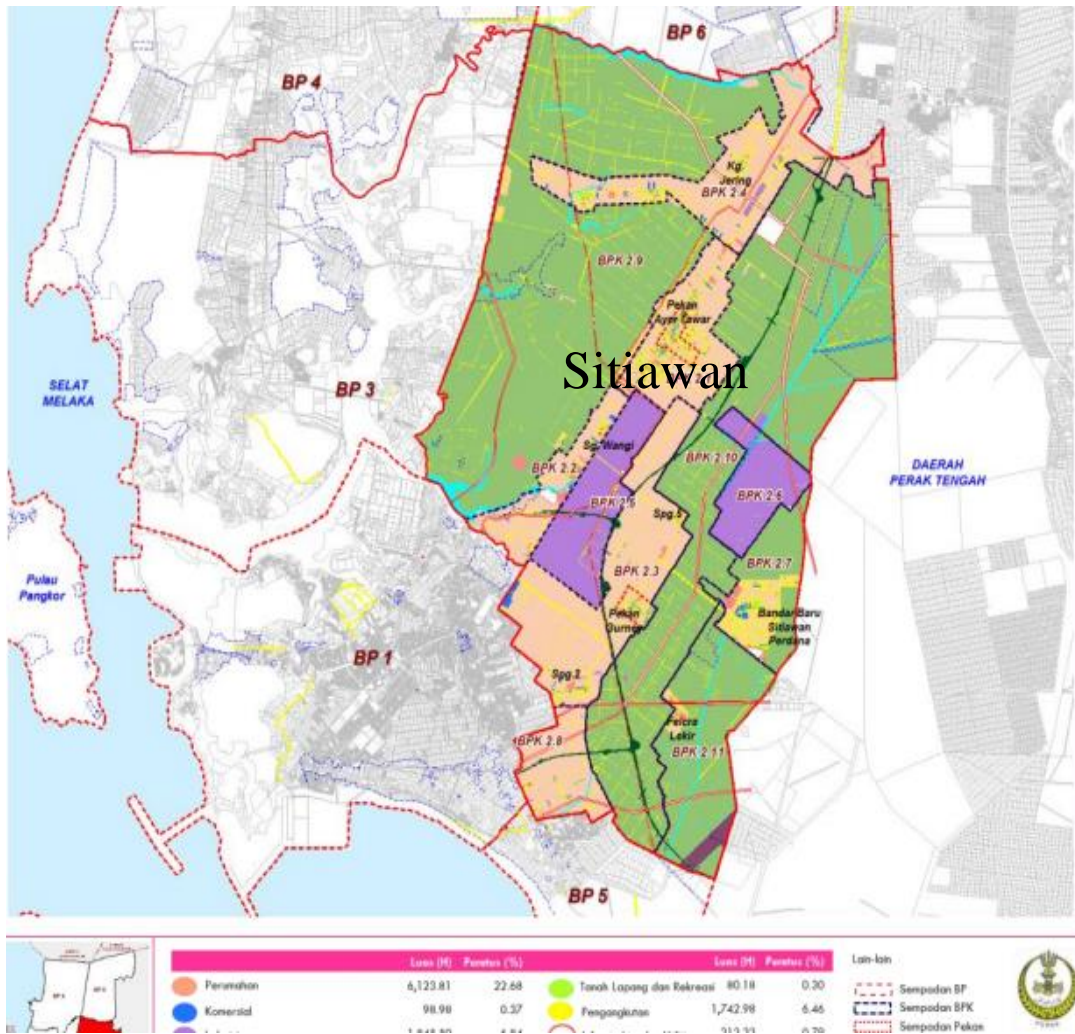 BP 6
BP 4
Kg.
Jering
BPK 2.4
BPK 2.9
Pekan
Ayer Tawar
Sitiawan
SELAT
MELAKA
BP 3
Sg. Wangi
BPK 2.2
BPK 2.10
DAERAH
PERAK TENGAH
BPK 2.5
BPK 2.6
Spg.5
BPK 2.3
BPK 2.7
Pulau
Pangkor
Pekan
Gurney
Bandar Baru
Sitiawan
Perdana
BP 1
Spg.2
Felcra
Lekir
BPK 2.8
BPK 2.11
BP 5
Luas (H) Peratus (%) Luas (H) Peratus (%) Lain-lain
Perumahan 6,123.81 22.68 Tanah Lapang dan Rekreasi 80.18 0.30 Sempadan BP
Komersial 98.98 0.37 Pengangkutan 1,742.98 6.46 Sempadan BPK
Sempadan Pekan